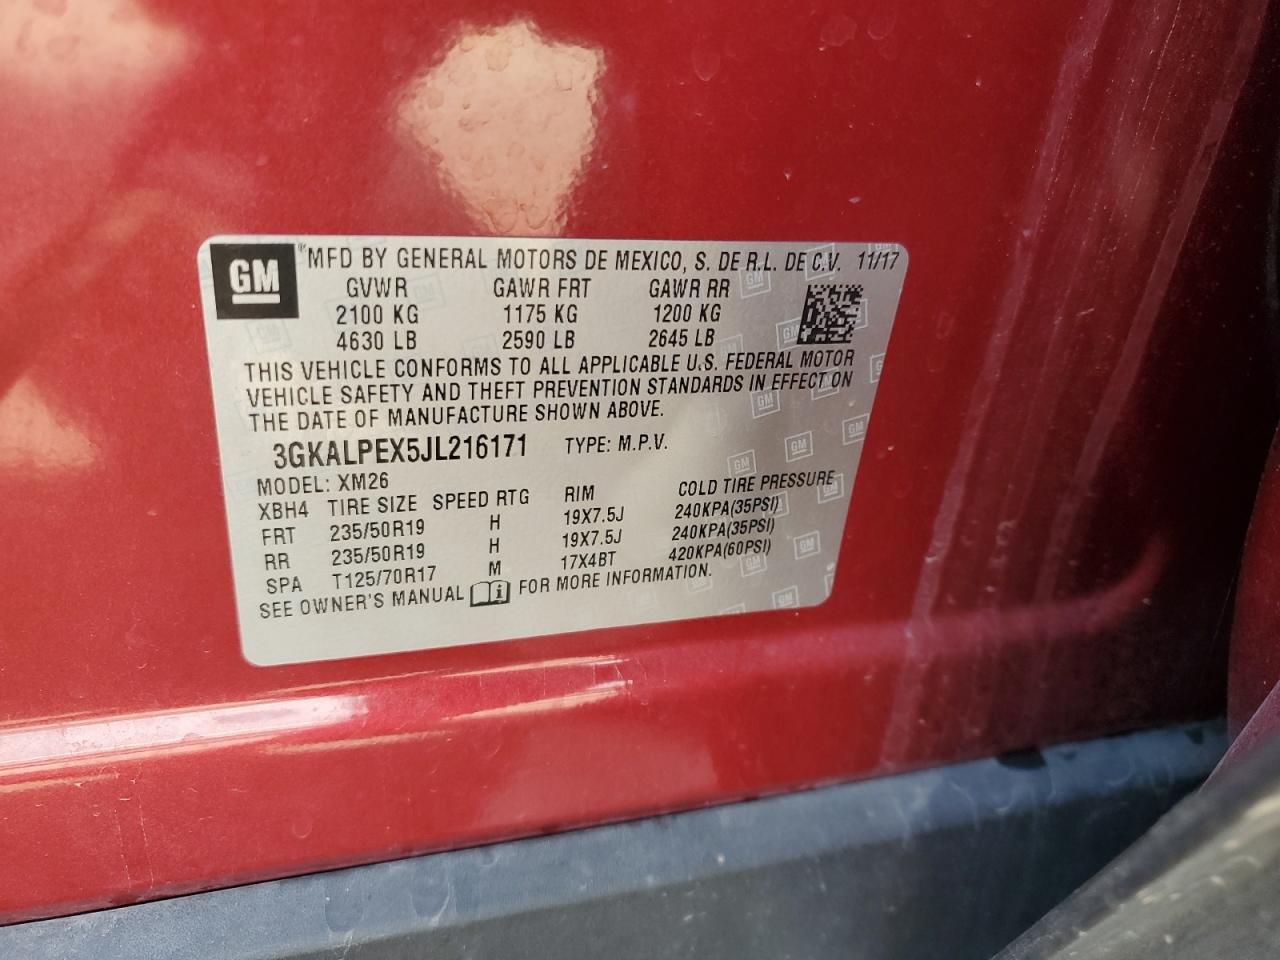 GM ® MFD BY GENERAL MOTORS DE MEXICO, S. DE R.L. DE C.V. 11/17
GVWR GAWR FRT GAWR RR
2100 KG 1175 KG 1200 KG
4630 LB 2590 LB 2645 LB
THIS VEHICLE CONFORMS TO ALL APPLICABLE U.S. FEDERAL MOTOR
VEHICLE SAFETY AND THEFT PREVENTION STANDARDS IN EFFECT ON
THE DATE OF MANUFACTURE SHOWN ABOVE.
3GKALPEX5JL216171 TYPE: M.P.V.
MODEL: XM26
XBH4 TIRE SIZE SPEED RTG RIM COLD TIRE PRESSURE
FRT 235/50R19 H 19X7.5J 240KPA(35PSI)
RR 235/50R19 H 19X7.5J 240KPA(35PSI)
SPA T125/70R17 M 17X4BT 420KPA(60PSI)
SEE OWNER'S MANUAL i FOR MORE INFORMATION.